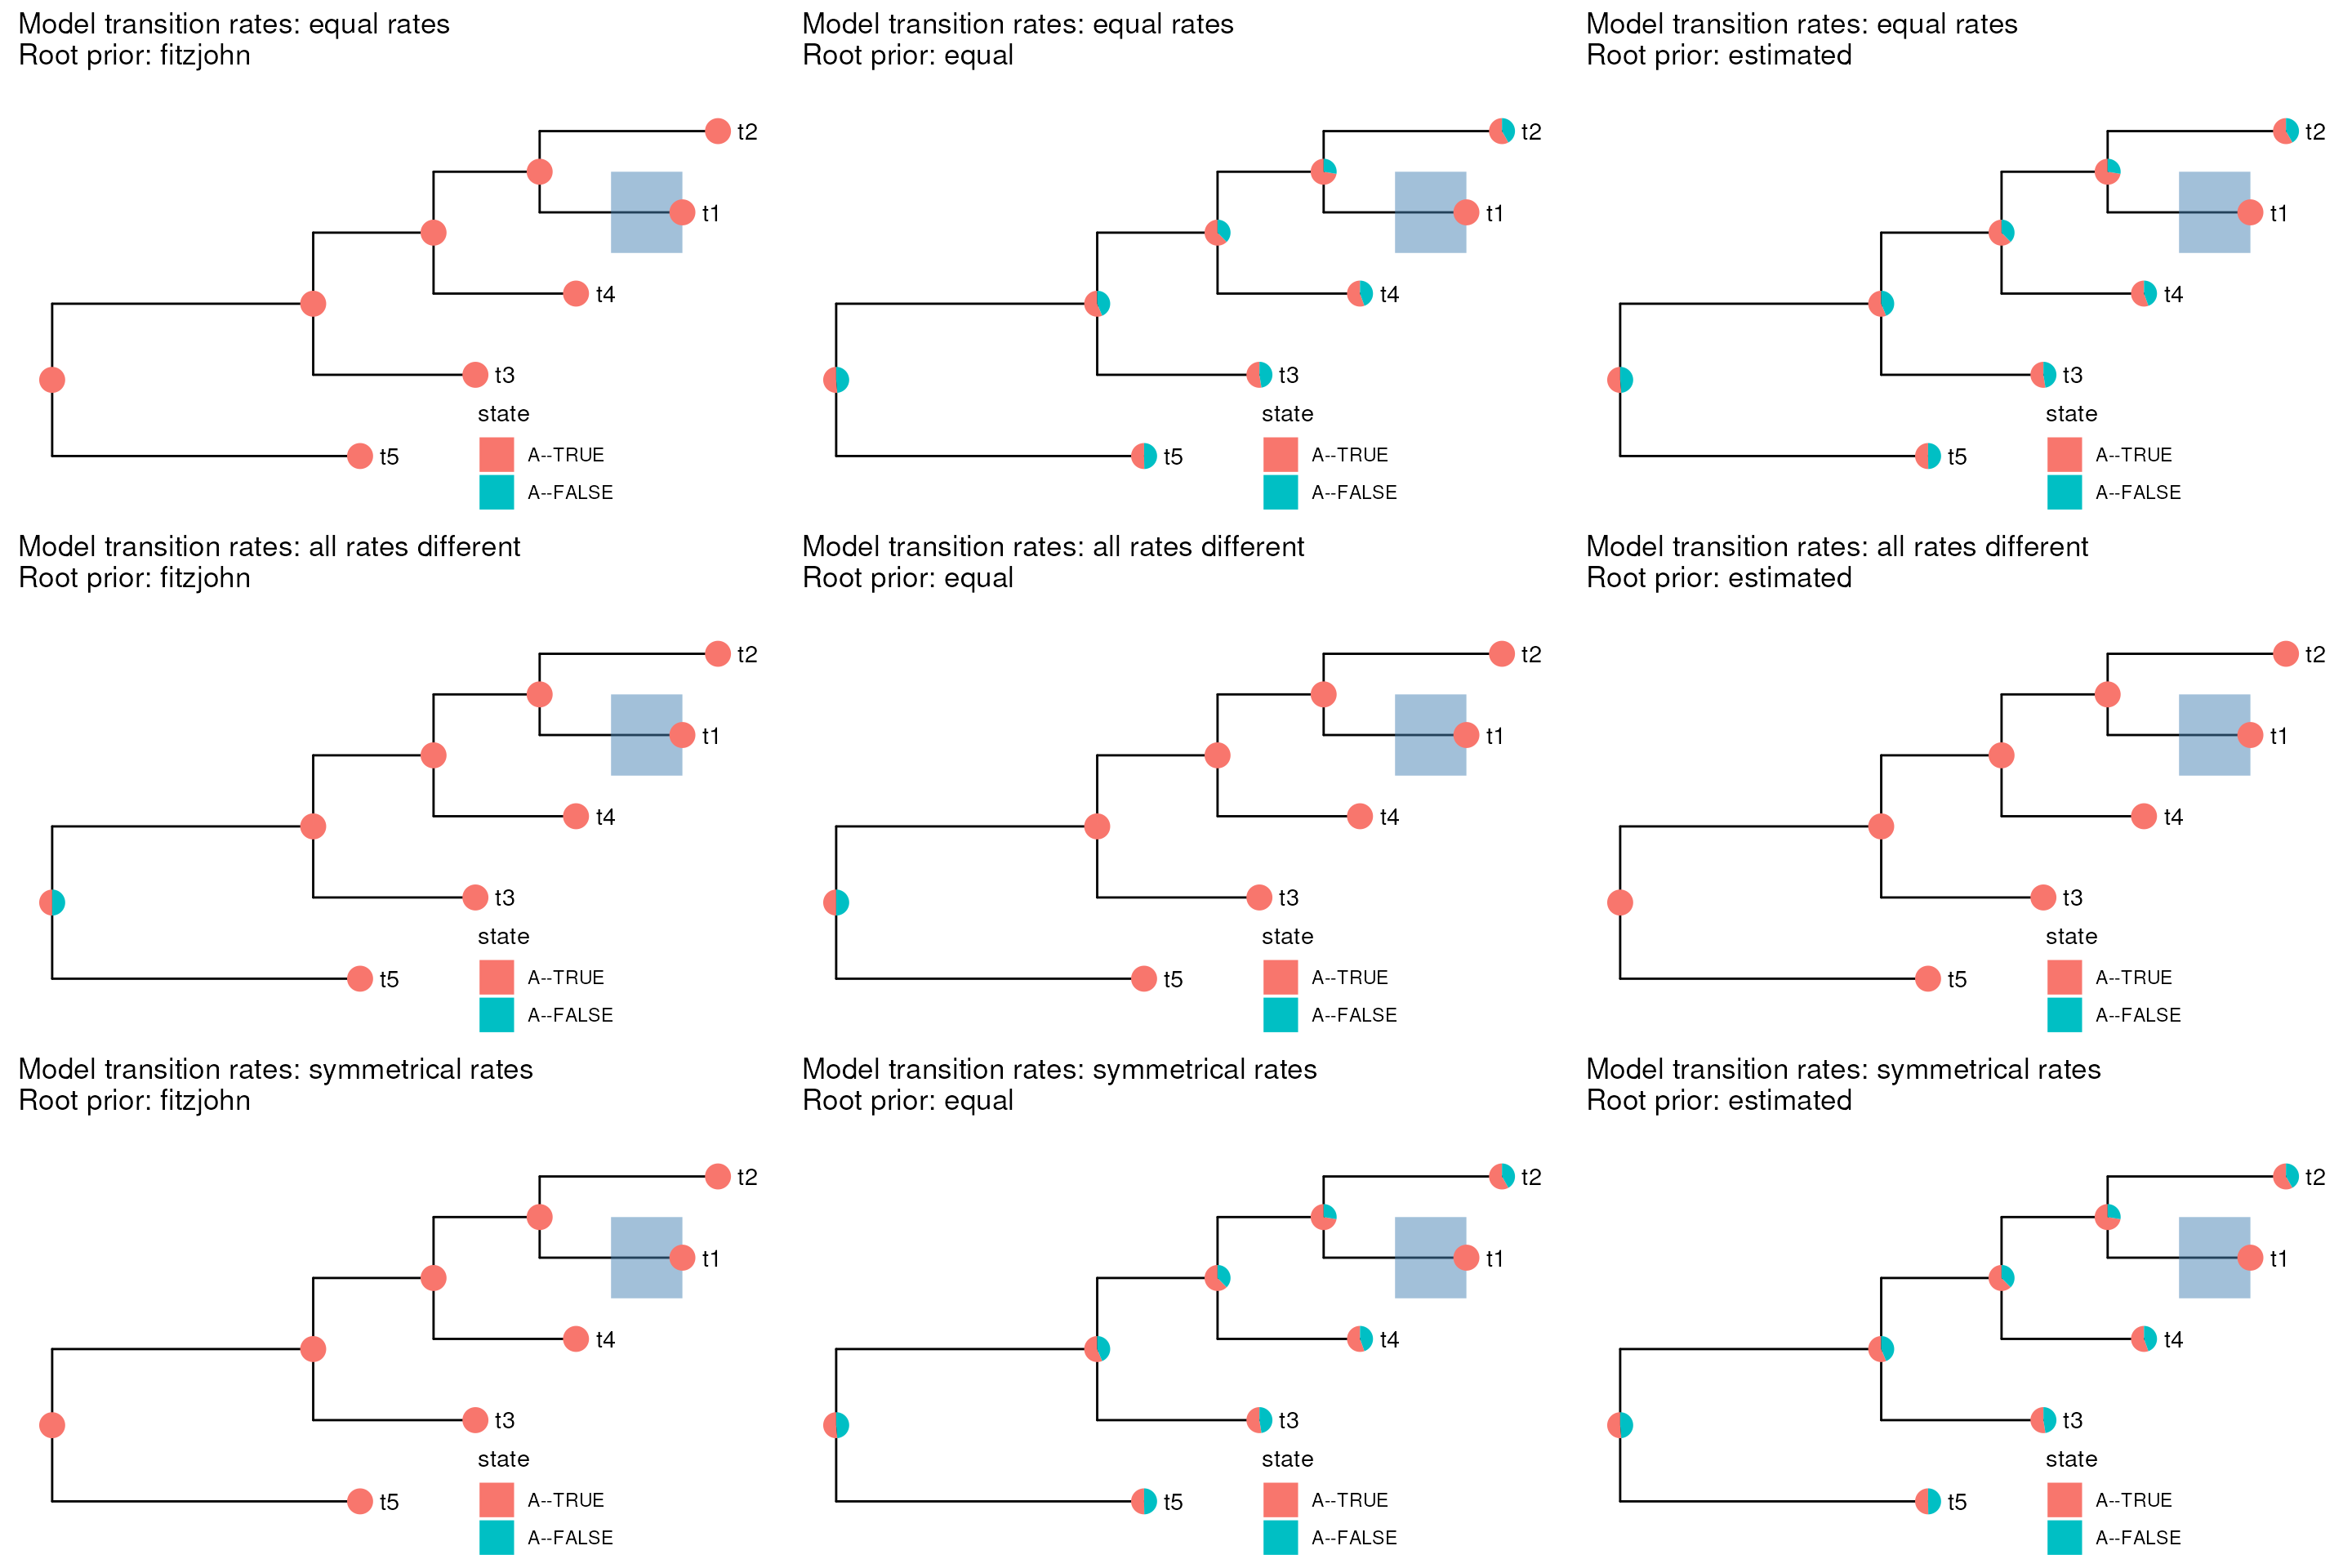 Model transition rates: equal rates
Root prior: fitzjohn
t2
t1
t4
t3
state
t5
A--TRUE
A--FALSE
Model transition rates: equal rates
Root prior: equal
t2
t1
t4
t3
state
t5
A--TRUE
A--FALSE
Model transition rates: equal rates
Root prior: estimated
t2
t1
t4
t3
state
t5
A--TRUE
A--FALSE
Model transition rates: all rates different
Root prior: fitzjohn
t2
t1
t4
t3
state
t5
A--TRUE
A--FALSE
Model transition rates: all rates different
Root prior: equal
t2
t1
t4
t3
state
t5
A--TRUE
A--FALSE
Model transition rates: all rates different
Root prior: estimated
t2
t1
t4
t3
state
t5
A--TRUE
A--FALSE
Model transition rates: symmetrical rates
Root prior: fitzjohn
t2
t1
t4
t3
state
t5
A--TRUE
A--FALSE
Model transition rates: symmetrical rates
Root prior: equal
t2
t1
t4
t3
state
t5
A--TRUE
A--FALSE
Model transition rates: symmetrical rates
Root prior: estimated
t2
t1
t4
t3
state
t5
A--TRUE
A--FALSE